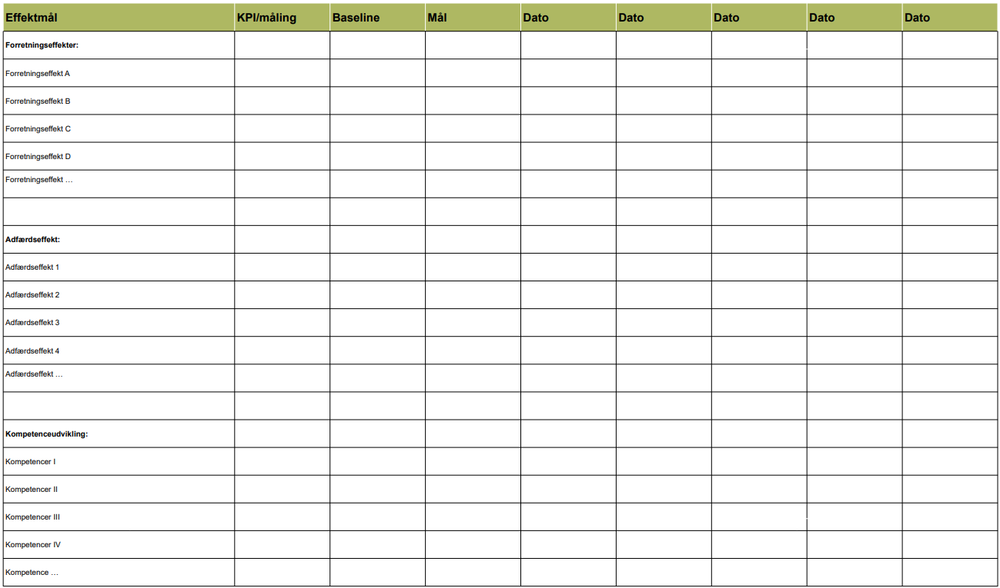 Effektmål KPI/måling Baseline Mål Dato Dato Dato Dato Dato
Forretningseffekter:
Forretningseffekt A
Forretningseffekt B
Forretningseffekt C
Forretningseffekt D
Forretningseffekt …
Adfærdseffekt:
Adfærdseffekt 1
Adfærdseffekt 2
Adfærdseffekt 3
Adfærdseffekt 4
Adfærdseffekt …
Kompetenceudvikling:
Kompetencer I
Kompetencer II
Kompetencer III
Kompetencer IV
Kompetence …